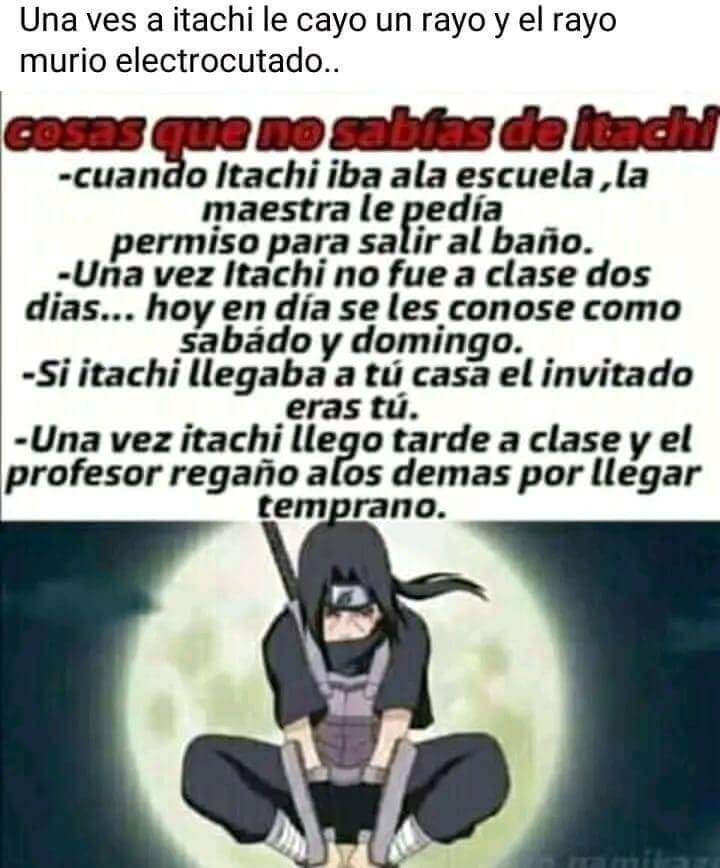 Una ves a itachi le cayo un rayo y el rayo
murio electrocutado..
cosas que no sabías de itachi
-cuando Itachi iba ala escuela ,la
maestra le pedía
permiso para salir al baño.
-Una vez Itachi no fue a clase dos
dias... hoy en día se les conose como
sabádo y domingo.
-Si itachi llegaba a tú casa el invitado
eras tú.
-Una vez itachi llego tarde a clase y el
profesor regaño alos demas por llegar
temprano.